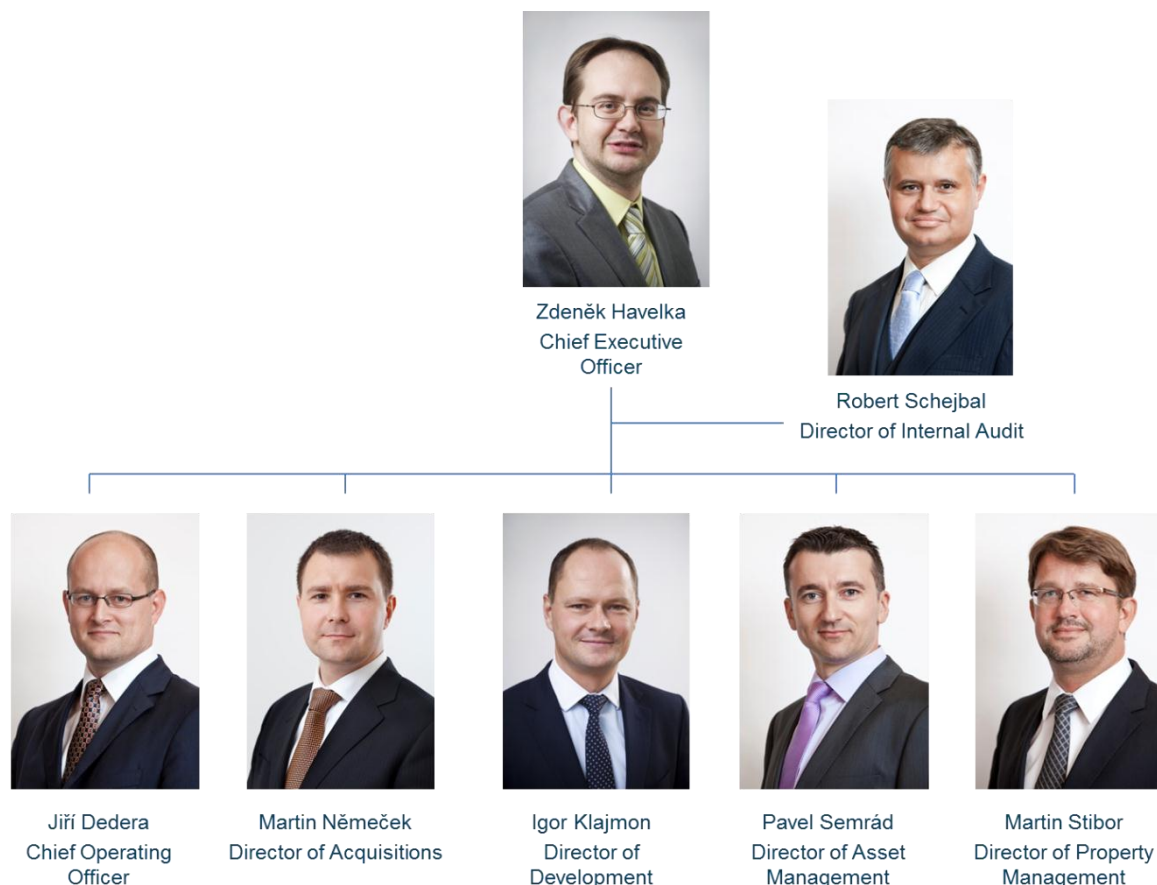 Zdeněk Havelka
Chief Executive
Officer
Robert Schejbal
Director of Internal Audit
Jiří Dedera
Chief Operating
Officer
Martin Němeček
Director of Acquisitions
Igor Klajmon
Director of
Development
Pavel Semrád
Director of Asset
Management
Martin Stibor
Director of Property
Management